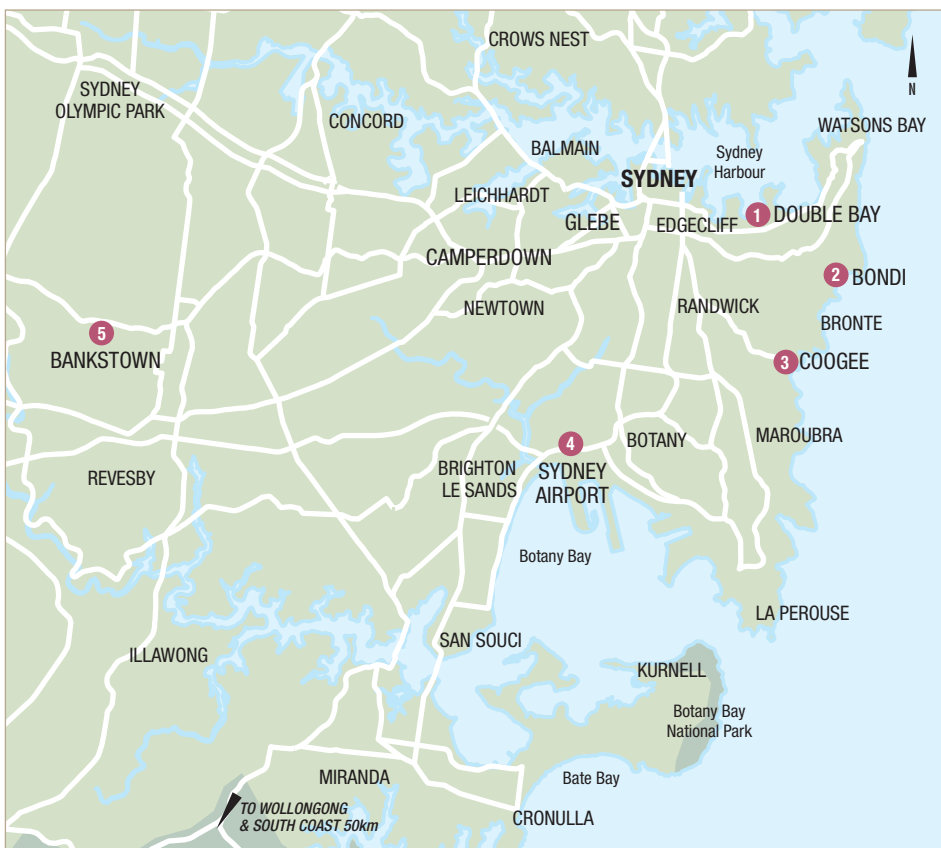 CROWS NEST
N
SYDNEY
OLYMPIC PARK
CONCORD
WATSONS BAY
BALMAIN
Sydney
Harbour
SYDNEY
LEICHHARDT
1 DOUBLE BAY
GLEBE
EDGECLIFF
CAMPERDOWN
2 BONDI
NEWTOWN
RANDWICK
BRONTE
5
BANKSTOWN
3 COOGEE
MAROUBRA
BOTANY
4
SYDNEY
AIRPORT
BRIGHTON
LE SANDS
REVESBY
Botany Bay
LA PEROUSE
SAN SOUCI
ILLAWONG
KURNELL
Botany Bay
National Park
MIRANDA
Bate Bay
TO WOLLONGONG
& SOUTH COAST 50km
CRONULLA